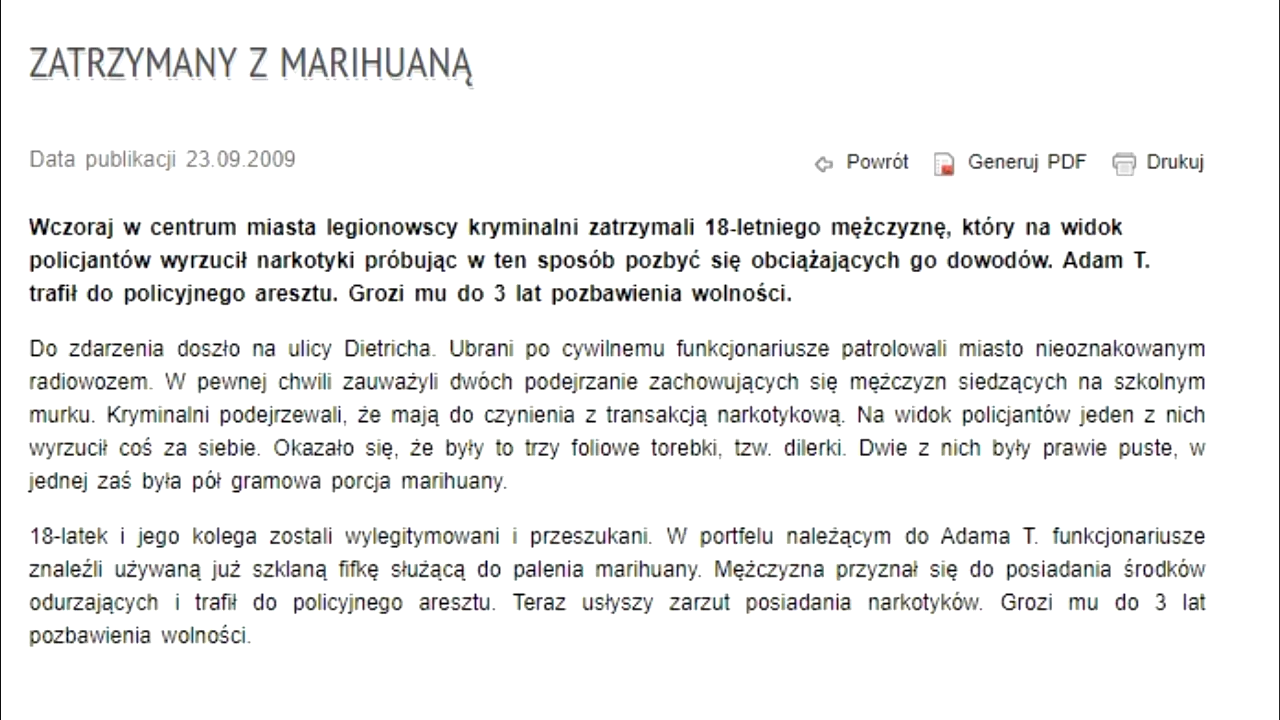 ZATRZYMANY Z MARIHUANĄ
Data publikacji 23.09.2009
Powrót Generuj PDF Drukuj
Wczoraj w centrum miasta legionowscy kryminalni zatrzymali 18-letniego mężczyznę, który na widok
policjantów wyrzucił narkotyki próbując w ten sposób pozbyć się obciążających go dowodów. Adam T.
trafił do policyjnego aresztu. Grozi mu do 3 lat pozbawienia wolności.
Do zdarzenia doszło na ulicy Dietricha. Ubrani po cywilnemu funkcjonariusze patrolowali miasto nieoznakowanym
radiowozem. W pewnej chwili zauważyli dwóch podejrzanie zachowujących się mężczyzn siedzących na szkolnym
murku. Kryminalni podejrzewali, że mają do czynienia z transakcją narkotykową. Na widok policjantów jeden z nich
wyrzucił coś za siebie. Okazało się, że były to trzy foliowe torebki, tzw. dilerki. Dwie z nich były prawie puste, w
jednej zaś była pół gramowa porcja marihuany.
18-latek i jego kolega zostali wylegitymowani i przeszukani. W portfelu należącym do Adama T. funkcjonariusze
znaleźli używaną już szklaną fifkę służącą do palenia marihuany. Mężczyzna przyznał się do posiadania środków
odurzających i trafił do policyjnego aresztu. Teraz usłyszy zarzut posiadania narkotyków. Grozi mu do 3 lat
pozbawienia wolności.